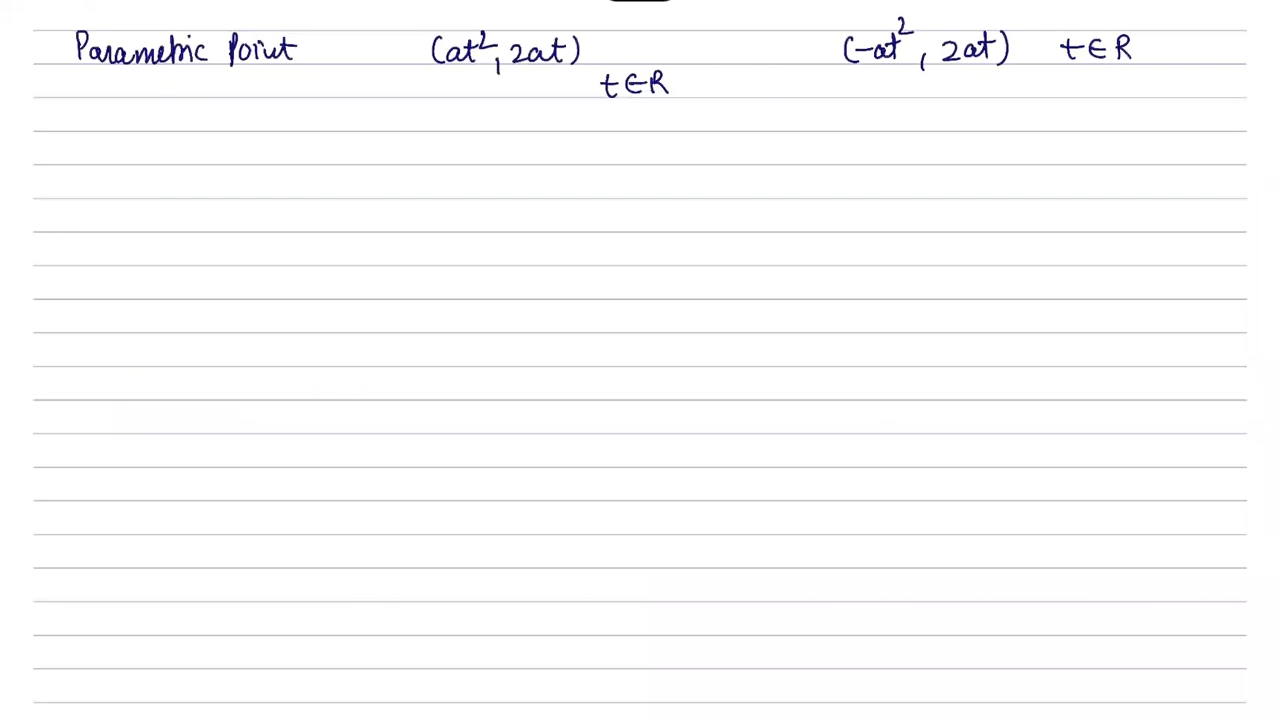 Parametric Point (at², 2at) (-at², 2at) t∈R
t∈R